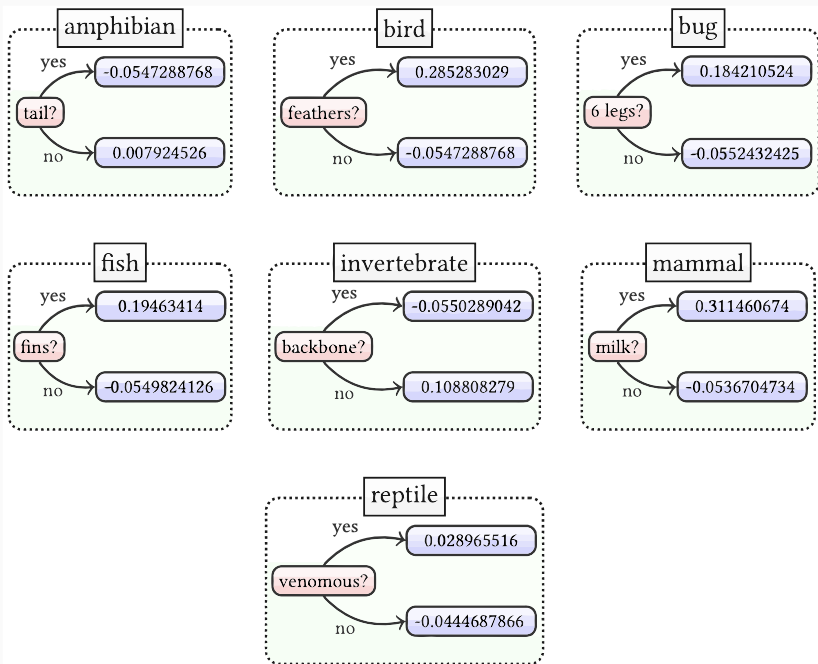 amphibian
yes
-0.0547288768
tail?
no
0.007924526
bird
yes
0.285283029
feathers?
no
-0.0547288768
bug
yes
0.184210524
6 legs?
no
-0.0552432425
fish
yes
0.19463414
fins?
no
-0.0549824126
invertebrate
yes
-0.0550289042
backbone?
no
0.108808279
mammal
yes
0.311460674
milk?
no
-0.0536704734
reptile
yes
0.028965516
venomous?
no
-0.0444687866